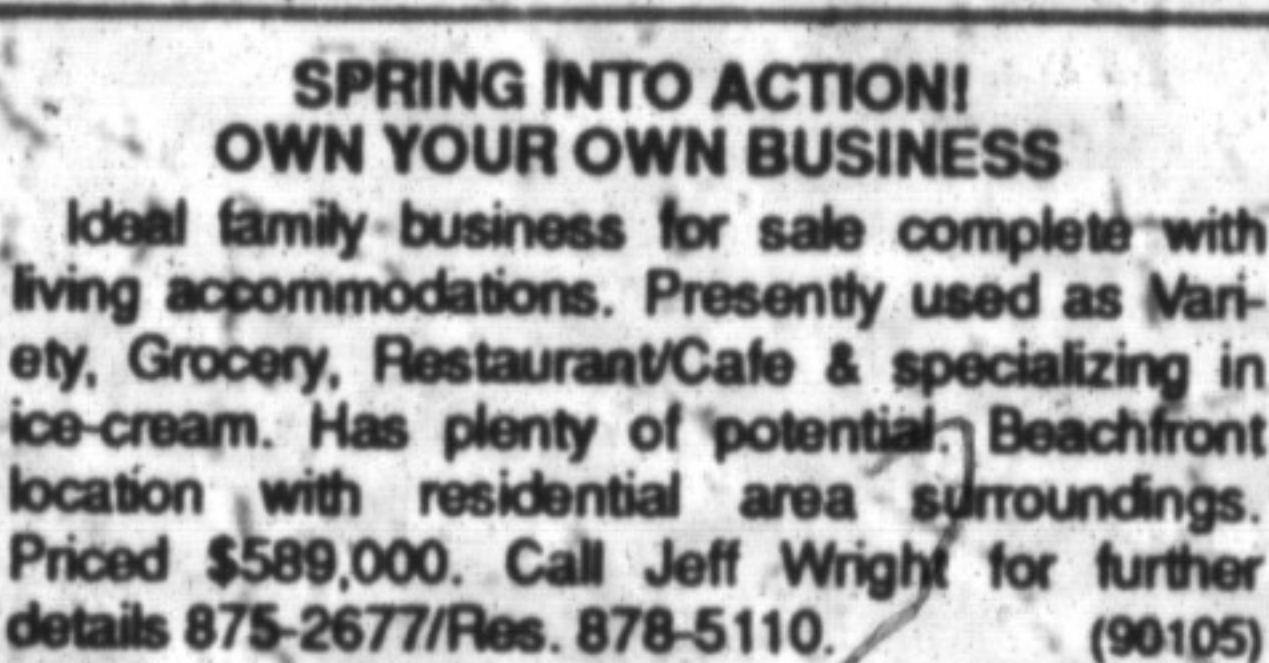 SPRING INTO ACTION!
OWN YOUR OWN BUSINESS
Ideal family business for sale complete with
living accommodations. Presently used as Vari-
ety, Grocery, Restaurant/Cafe & specializing in
ice-cream. Has plenty of potential. Beachfront
location with residential area surroundings.
Priced $589,000. Call Jeff Wright for further
details 875-2677/Res. 878-5110. (90105)